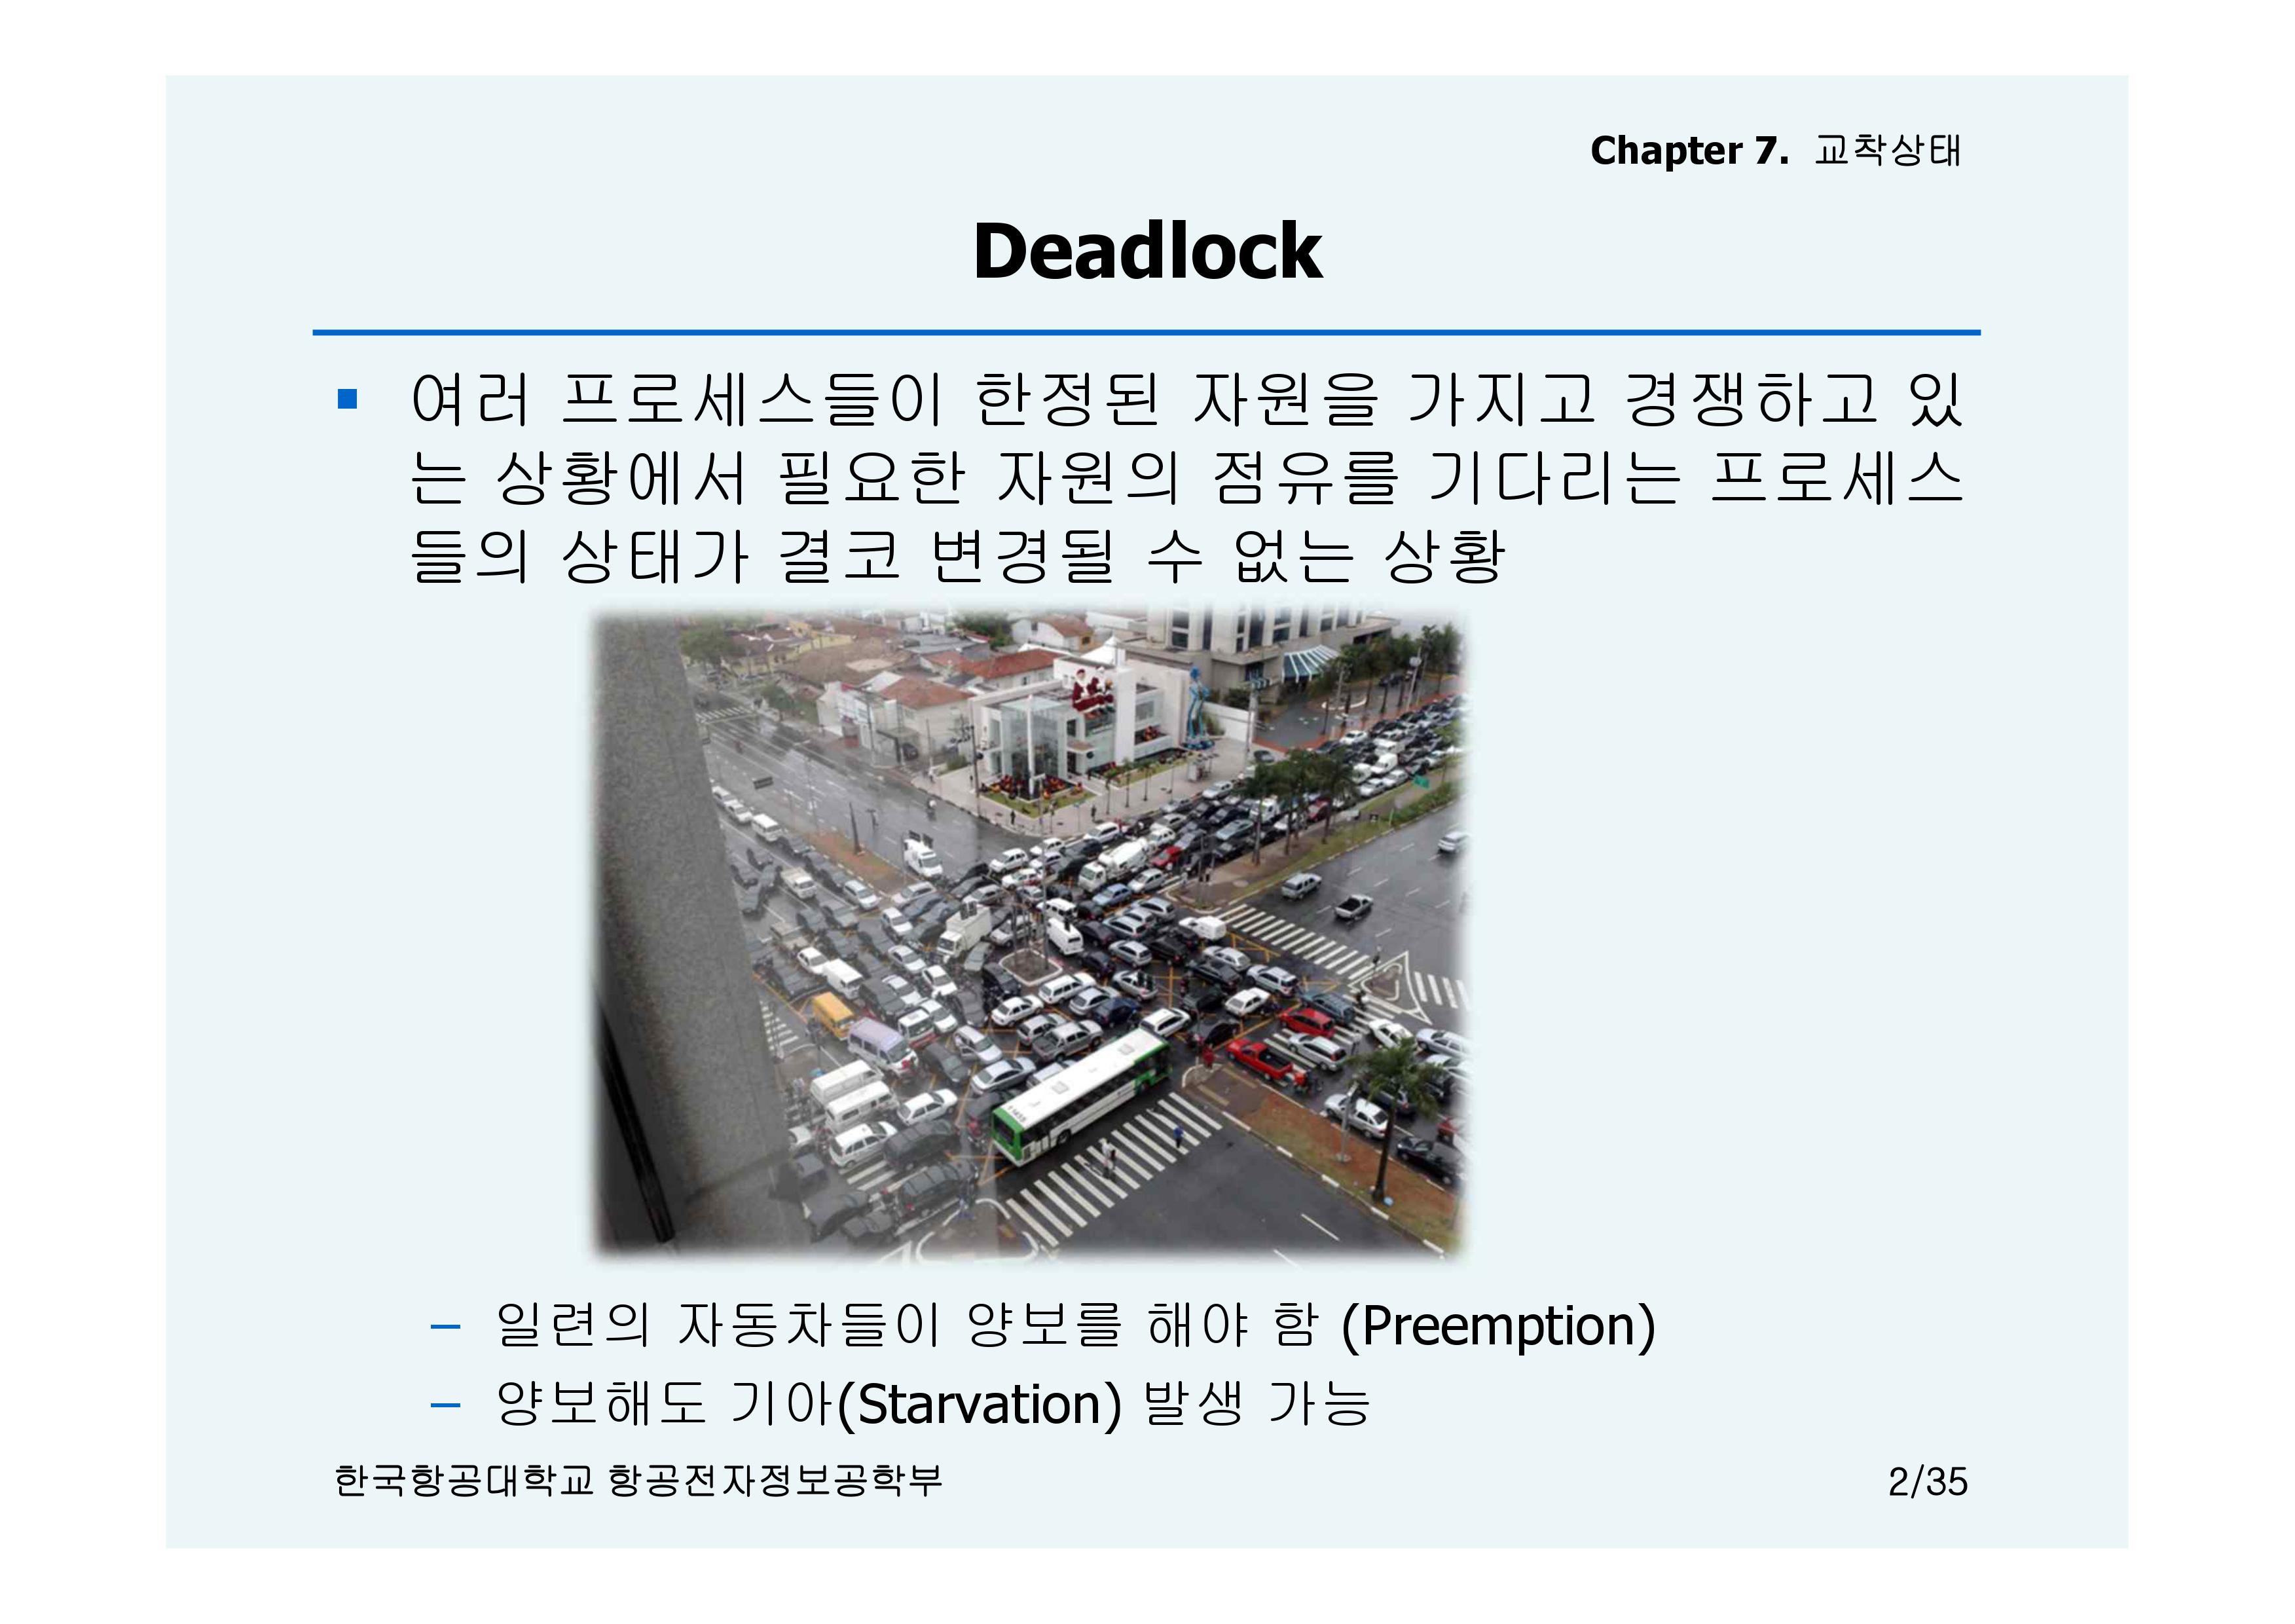 Chapter 7. 교착상태
Deadlock
여러 프로세스들이 한정된 자원을 가지고 경쟁하고 있
는 상황에서 필요한 자원의 점유를 기다리는 프로세스
들의 상태가 결코 변경될 수 없는 상황
– 일련의 자동차들이 양보를 해야 함 (Preemption)
– 양보해도 기아(Starvation) 발생 가능
한국항공대학교 항공전자정보공학부
2/35